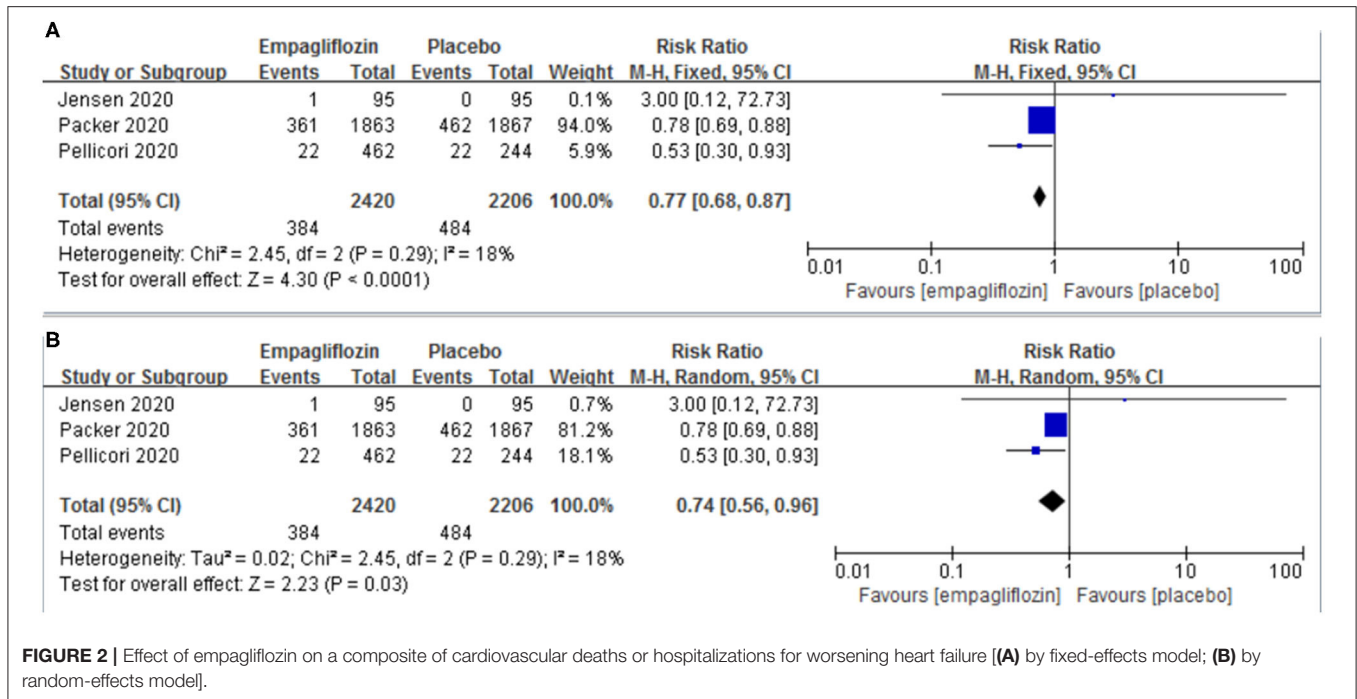 A
Empagliflozin Placebo Risk Ratio Risk Ratio
Study or Subgroup Events Total Events Total Weight M-H, Fixed, 95% CI M-H, Fixed, 95% CI
Jensen 2020 1 95 0 95 0.1% 3.00 [0.12, 72.73]
Packer 2020 361 1863 462 1867 94.0% 0.78 [0.69, 0.88]
Pellicori 2020 22 462 22 244 5.9% 0.53 [0.30, 0.93]
Total (95% CI) 2420 2206 100.0% 0.77 [0.68, 0.87]
Total events 384 484
Heterogeneity: Chi² = 2.45, df = 2 (P = 0.29); I² = 18%
Test for overall effect: Z = 4.30 (P < 0.0001)
0.01 0.1 1 10 100
Favours [empagliflozin] Favours [placebo]
B
Empagliflozin Placebo Risk Ratio Risk Ratio
Study or Subgroup Events Total Events Total Weight M-H, Random, 95% CI M-H, Random, 95% CI
Jensen 2020 1 95 0 95 0.7% 3.00 [0.12, 72.73]
Packer 2020 361 1863 462 1867 81.2% 0.78 [0.69, 0.88]
Pellicori 2020 22 462 22 244 18.1% 0.53 [0.30, 0.93]
Total (95% CI) 2420 2206 100.0% 0.74 [0.56, 0.96]
Total events 384 484
Heterogeneity: Tau² = 0.02; Chi² = 2.45, df = 2 (P = 0.29); I² = 18%
Test for overall effect: Z = 2.23 (P = 0.03)
0.01 0.1 1 10 100
Favours [empagliflozin] Favours [placebo]
FIGURE 2 | Effect of empagliflozin on a composite of cardiovascular deaths or hospitalizations for worsening heart failure [(A) by fixed-effects model; (B) by
random-effects model].